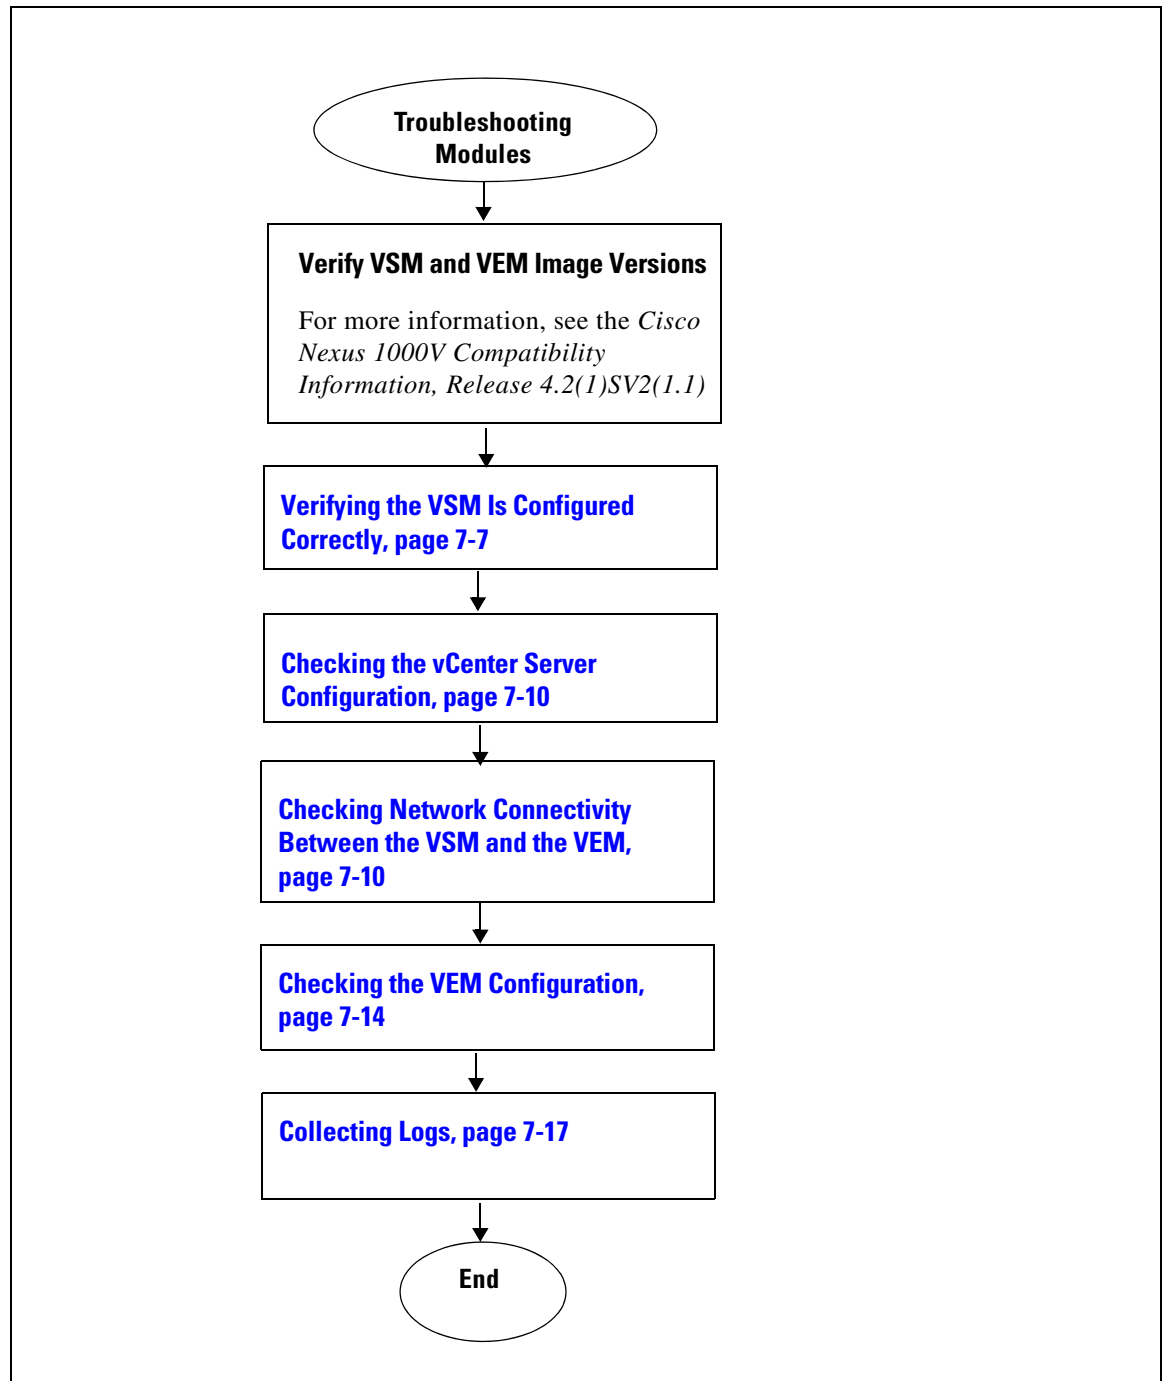 Troubleshooting
Modules
Verify VSM and VEM Image Versions
For more information, see the Cisco
Nexus 1000V Compatibility
Information, Release 4.2(1)SV2(1.1)
Verifying the VSM Is Configured
Correctly, page 7-7
Checking the vCenter Server
Configuration, page 7-10
Checking Network Connectivity
Between the VSM and the VEM,
page 7-10
Checking the VEM Configuration,
page 7-14
Collecting Logs, page 7-17
End